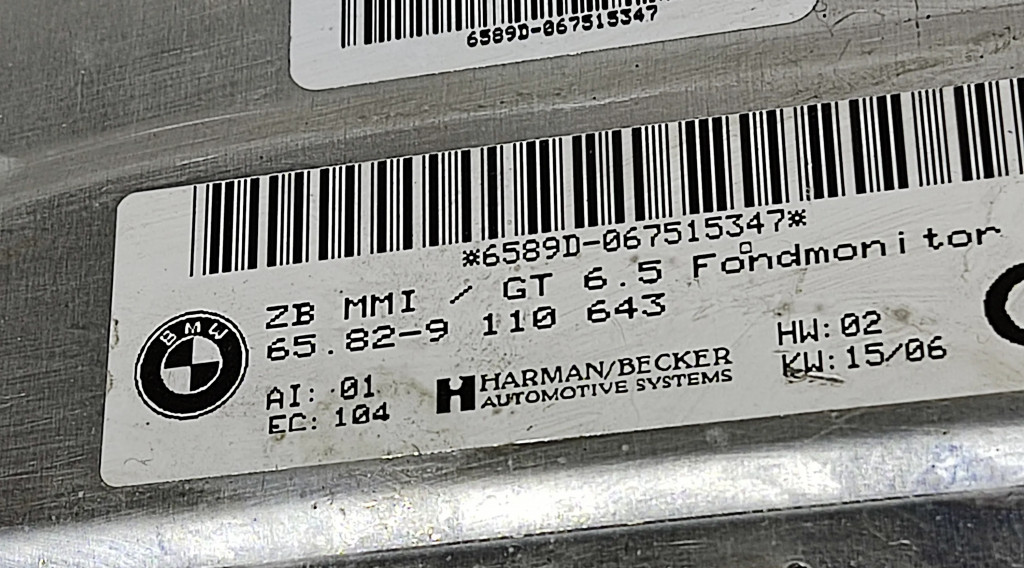 6589D-067515347
*6589D-067515347*
ZB MMI / GT 6.5 Fondmonitor
65.82-9 110 643
BMW
AI: 01
EC: 104
HARMAN/BECKER
AUTOMOTIVE SYSTEMS
HW: 02
KW: 15/06